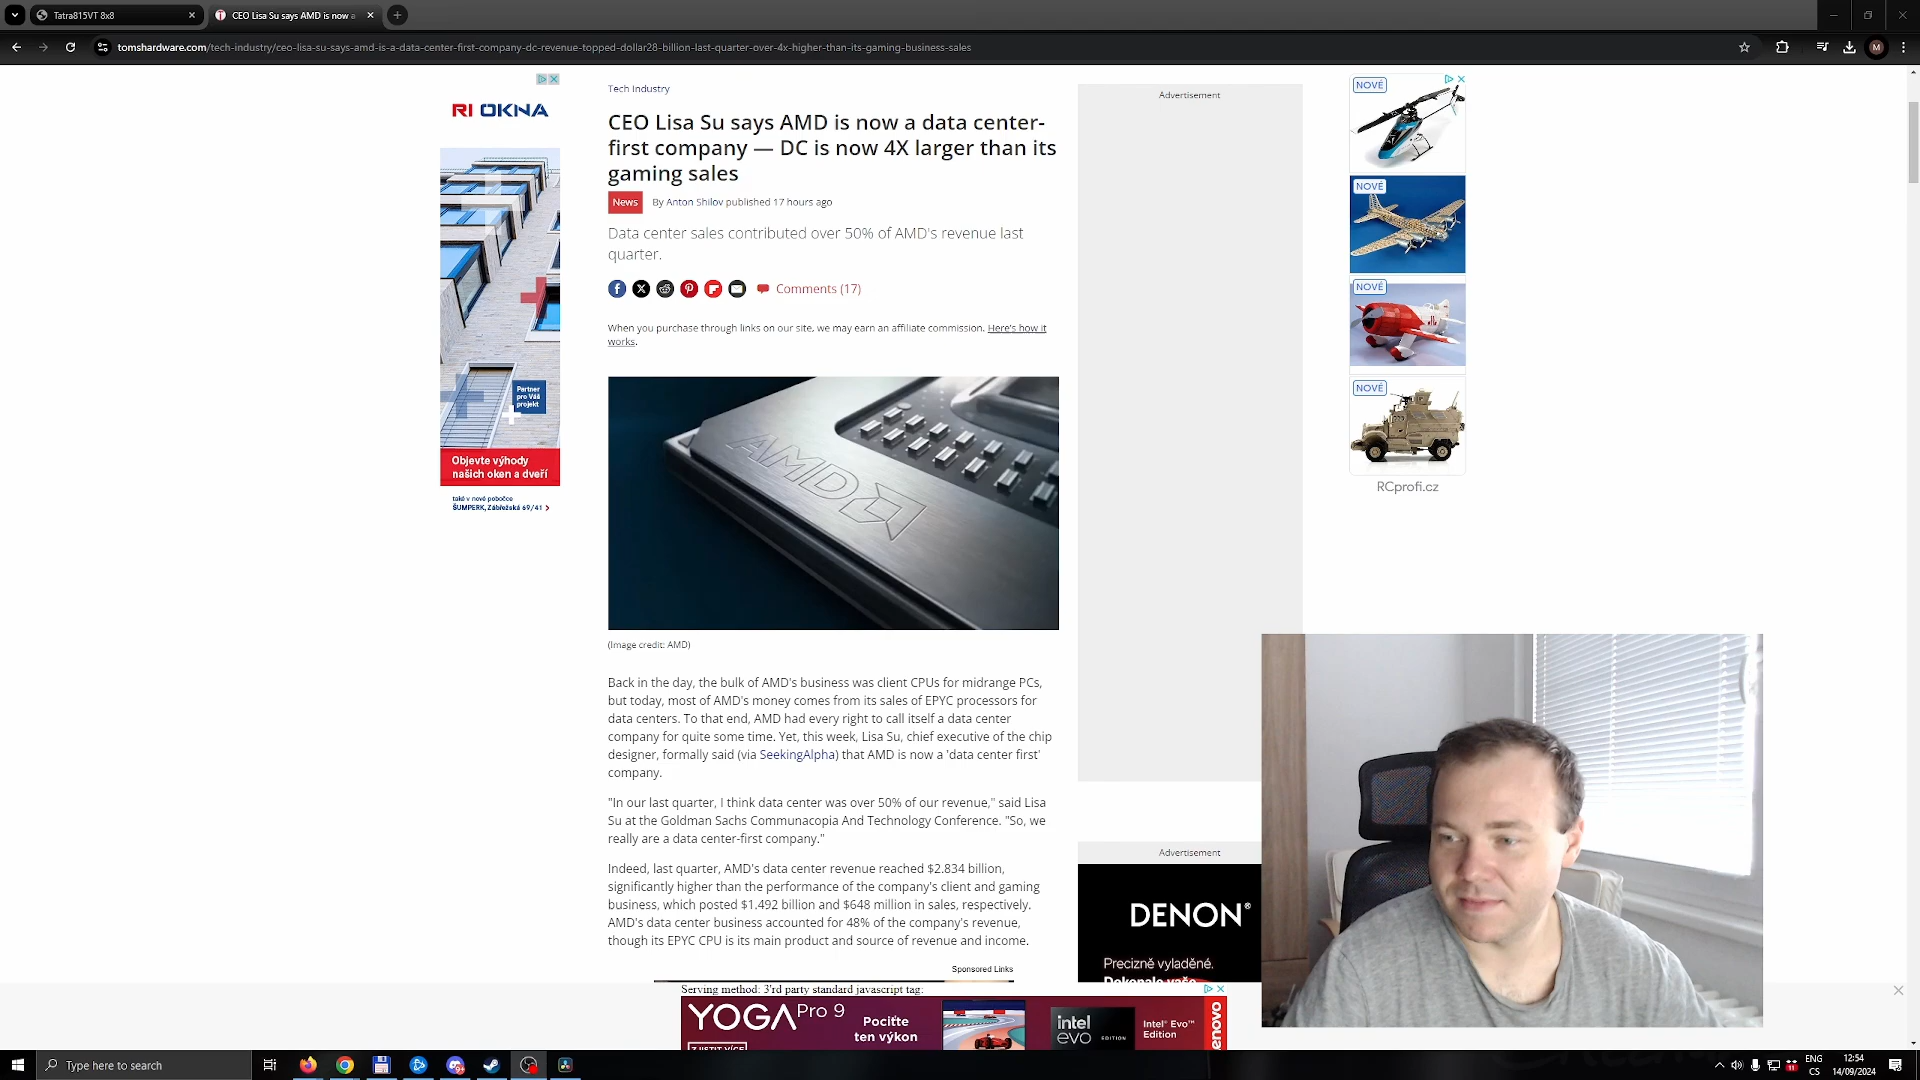 Tatra815VT 8x8
CEO Lisa Su says AMD is now a
tomshardware.com/tech-industry/ceo-lisa-su-says-amd-is-a-data-center-first-company-dc-revenue-topped-dollar28-billion-last-quarter-over-4x-higher-than-its-gaming-business-sales
M
RI OKNA
Partner
pro Váš
projekt
Objevte výhody
našich oken a dveří
také v nové pobočce
ŠUMPERK, Zábřežská 69/41 >
Tech Industry
CEO Lisa Su says AMD is now a data center-
first company — DC is now 4X larger than its
gaming sales
News By Anton Shilov published 17 hours ago
Data center sales contributed over 50% of AMD's revenue last
quarter.
Comments (17)
When you purchase through links on our site, we may earn an affiliate commission. Here's how it
works.
AMD
(Image credit: AMD)
Back in the day, the bulk of AMD's business was client CPUs for midrange PCs,
but today, most of AMD's money comes from its sales of EPYC processors for
data centers. To that end, AMD had every right to call itself a data center
company for quite some time. Yet, this week, Lisa Su, chief executive of the chip
designer, formally said (via SeekingAlpha) that AMD is now a 'data center first'
company.
"In our last quarter, I think data center was over 50% of our revenue," said Lisa
Su at the Goldman Sachs Communacopia And Technology Conference. "So, we
really are a data center-first company."
Indeed, last quarter, AMD's data center revenue reached $2.834 billion,
significantly higher than the performance of the company's client and gaming
business, which posted $1.492 billion and $648 million in sales, respectively.
AMD's data center business accounted for 48% of the company's revenue,
though its EPYC CPU is its main product and source of revenue and income.
Sponsored Links
Advertisement
NOVÉ
NOVÉ
NOVÉ
NOVÉ
RCprofi.cz
Advertisement
DENON®
Precizně vyladěné.
Dokonale vaše
Serving method: 3'rd party standard javascript tag:
YOGA Pro 9
ZJISTIT VÍCE
Pociťte
ten výkon
intel
evo EDITION
Intel® Evo™
Edition
Lenovo
Type here to search
ENG
CS
12:54
14/09/2024